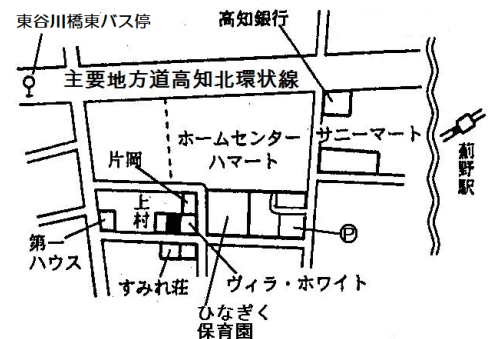 東谷川橋東バス停
高知銀行
主要地方道高知北環状線
ホームセンター
ハマート
サニーマート
薊野駅
片岡
上村
第一
ハウス
すみれ荘
ヴィラ・ホワイト
ひなぎく
保育園
P